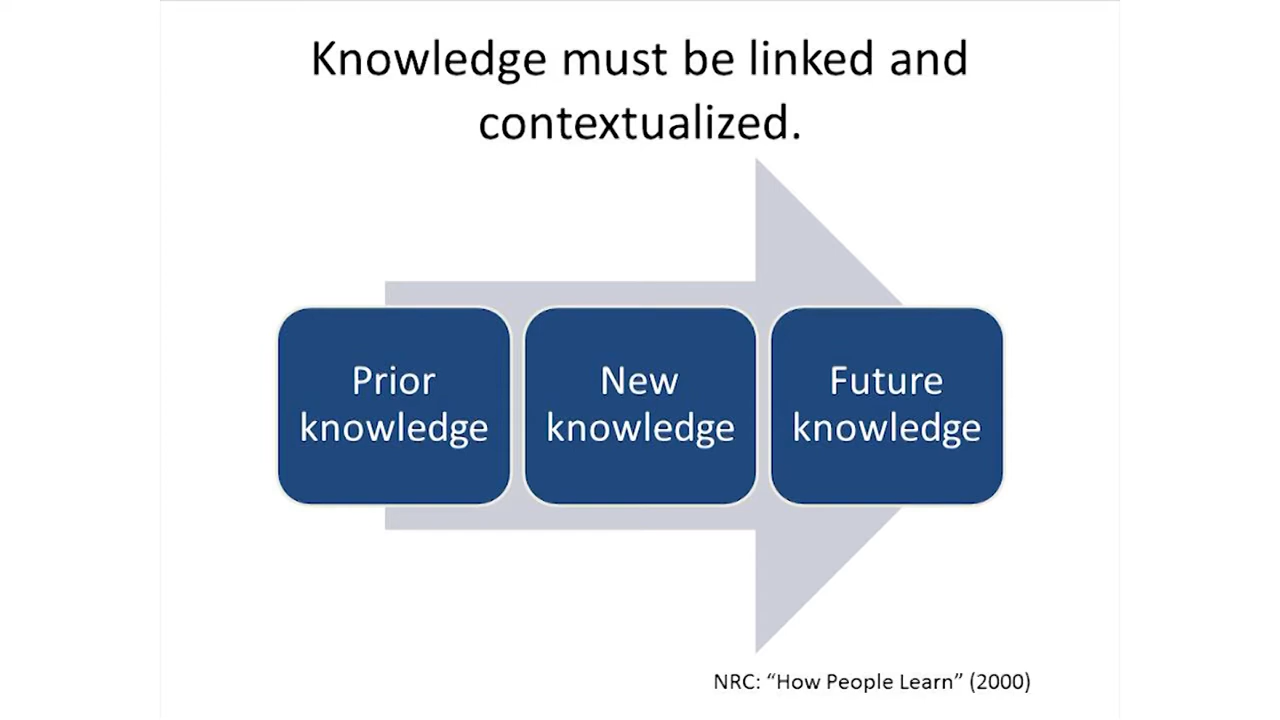 Knowledge must be linked and
contextualized.
Prior
knowledge
New
knowledge
Future
knowledge
NRC: “How People Learn” (2000)